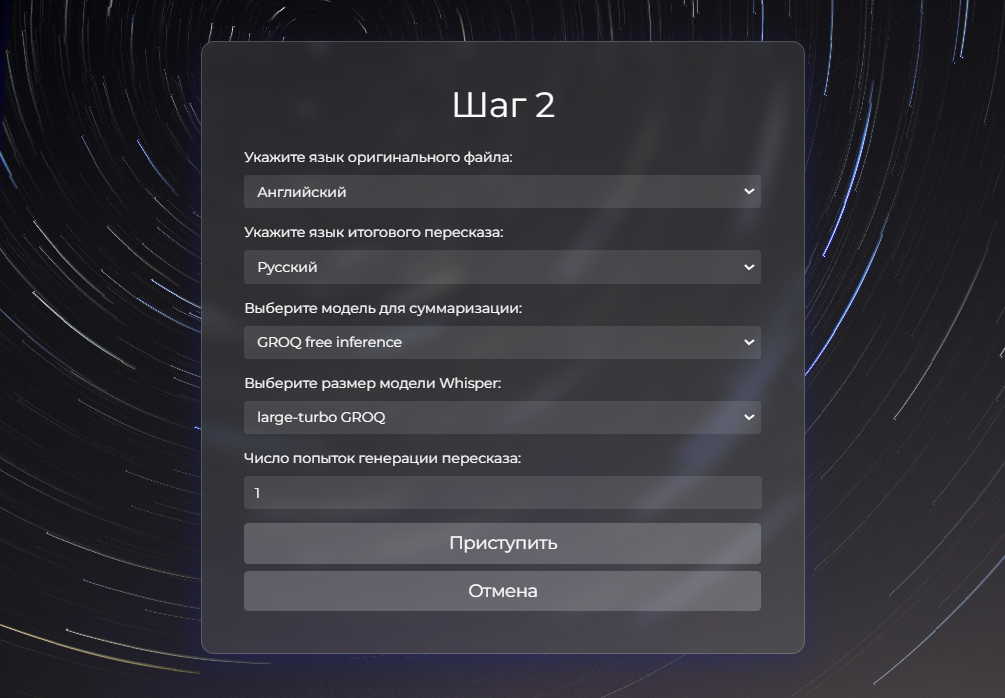 Шаг 2
Укажите язык оригинального файла:
Английский
Укажите язык итогового пересказа:
Русский
Выберите модель для суммаризации:
GROQ free inference
Выберите размер модели Whisper:
large-turbo GROQ
Число попыток генерации пересказа:
1
Приступить
Отмена